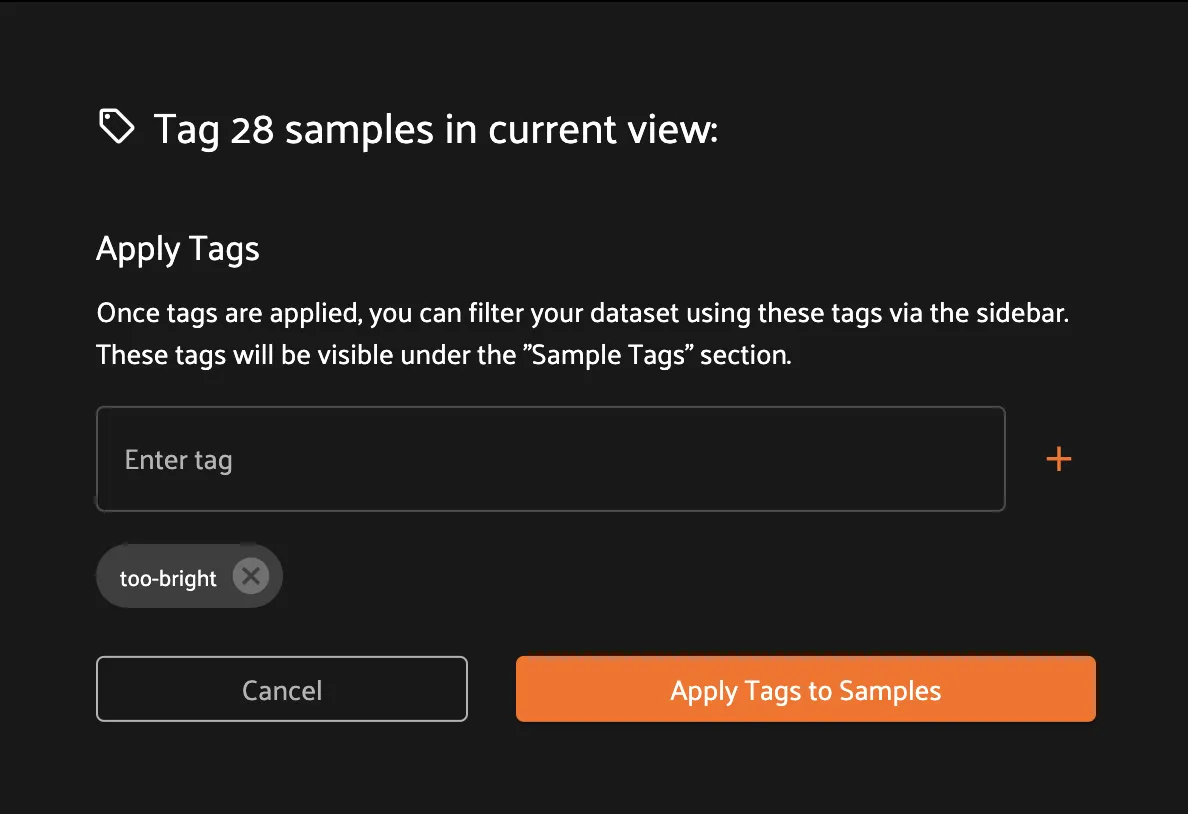 Tag 28 samples in current view:
Apply Tags
Once tags are applied, you can filter your dataset using these tags via the sidebar.
These tags will be visible under the ”Sample Tags” section.
Enter tag
too-bright
Cancel
Apply Tags to Samples